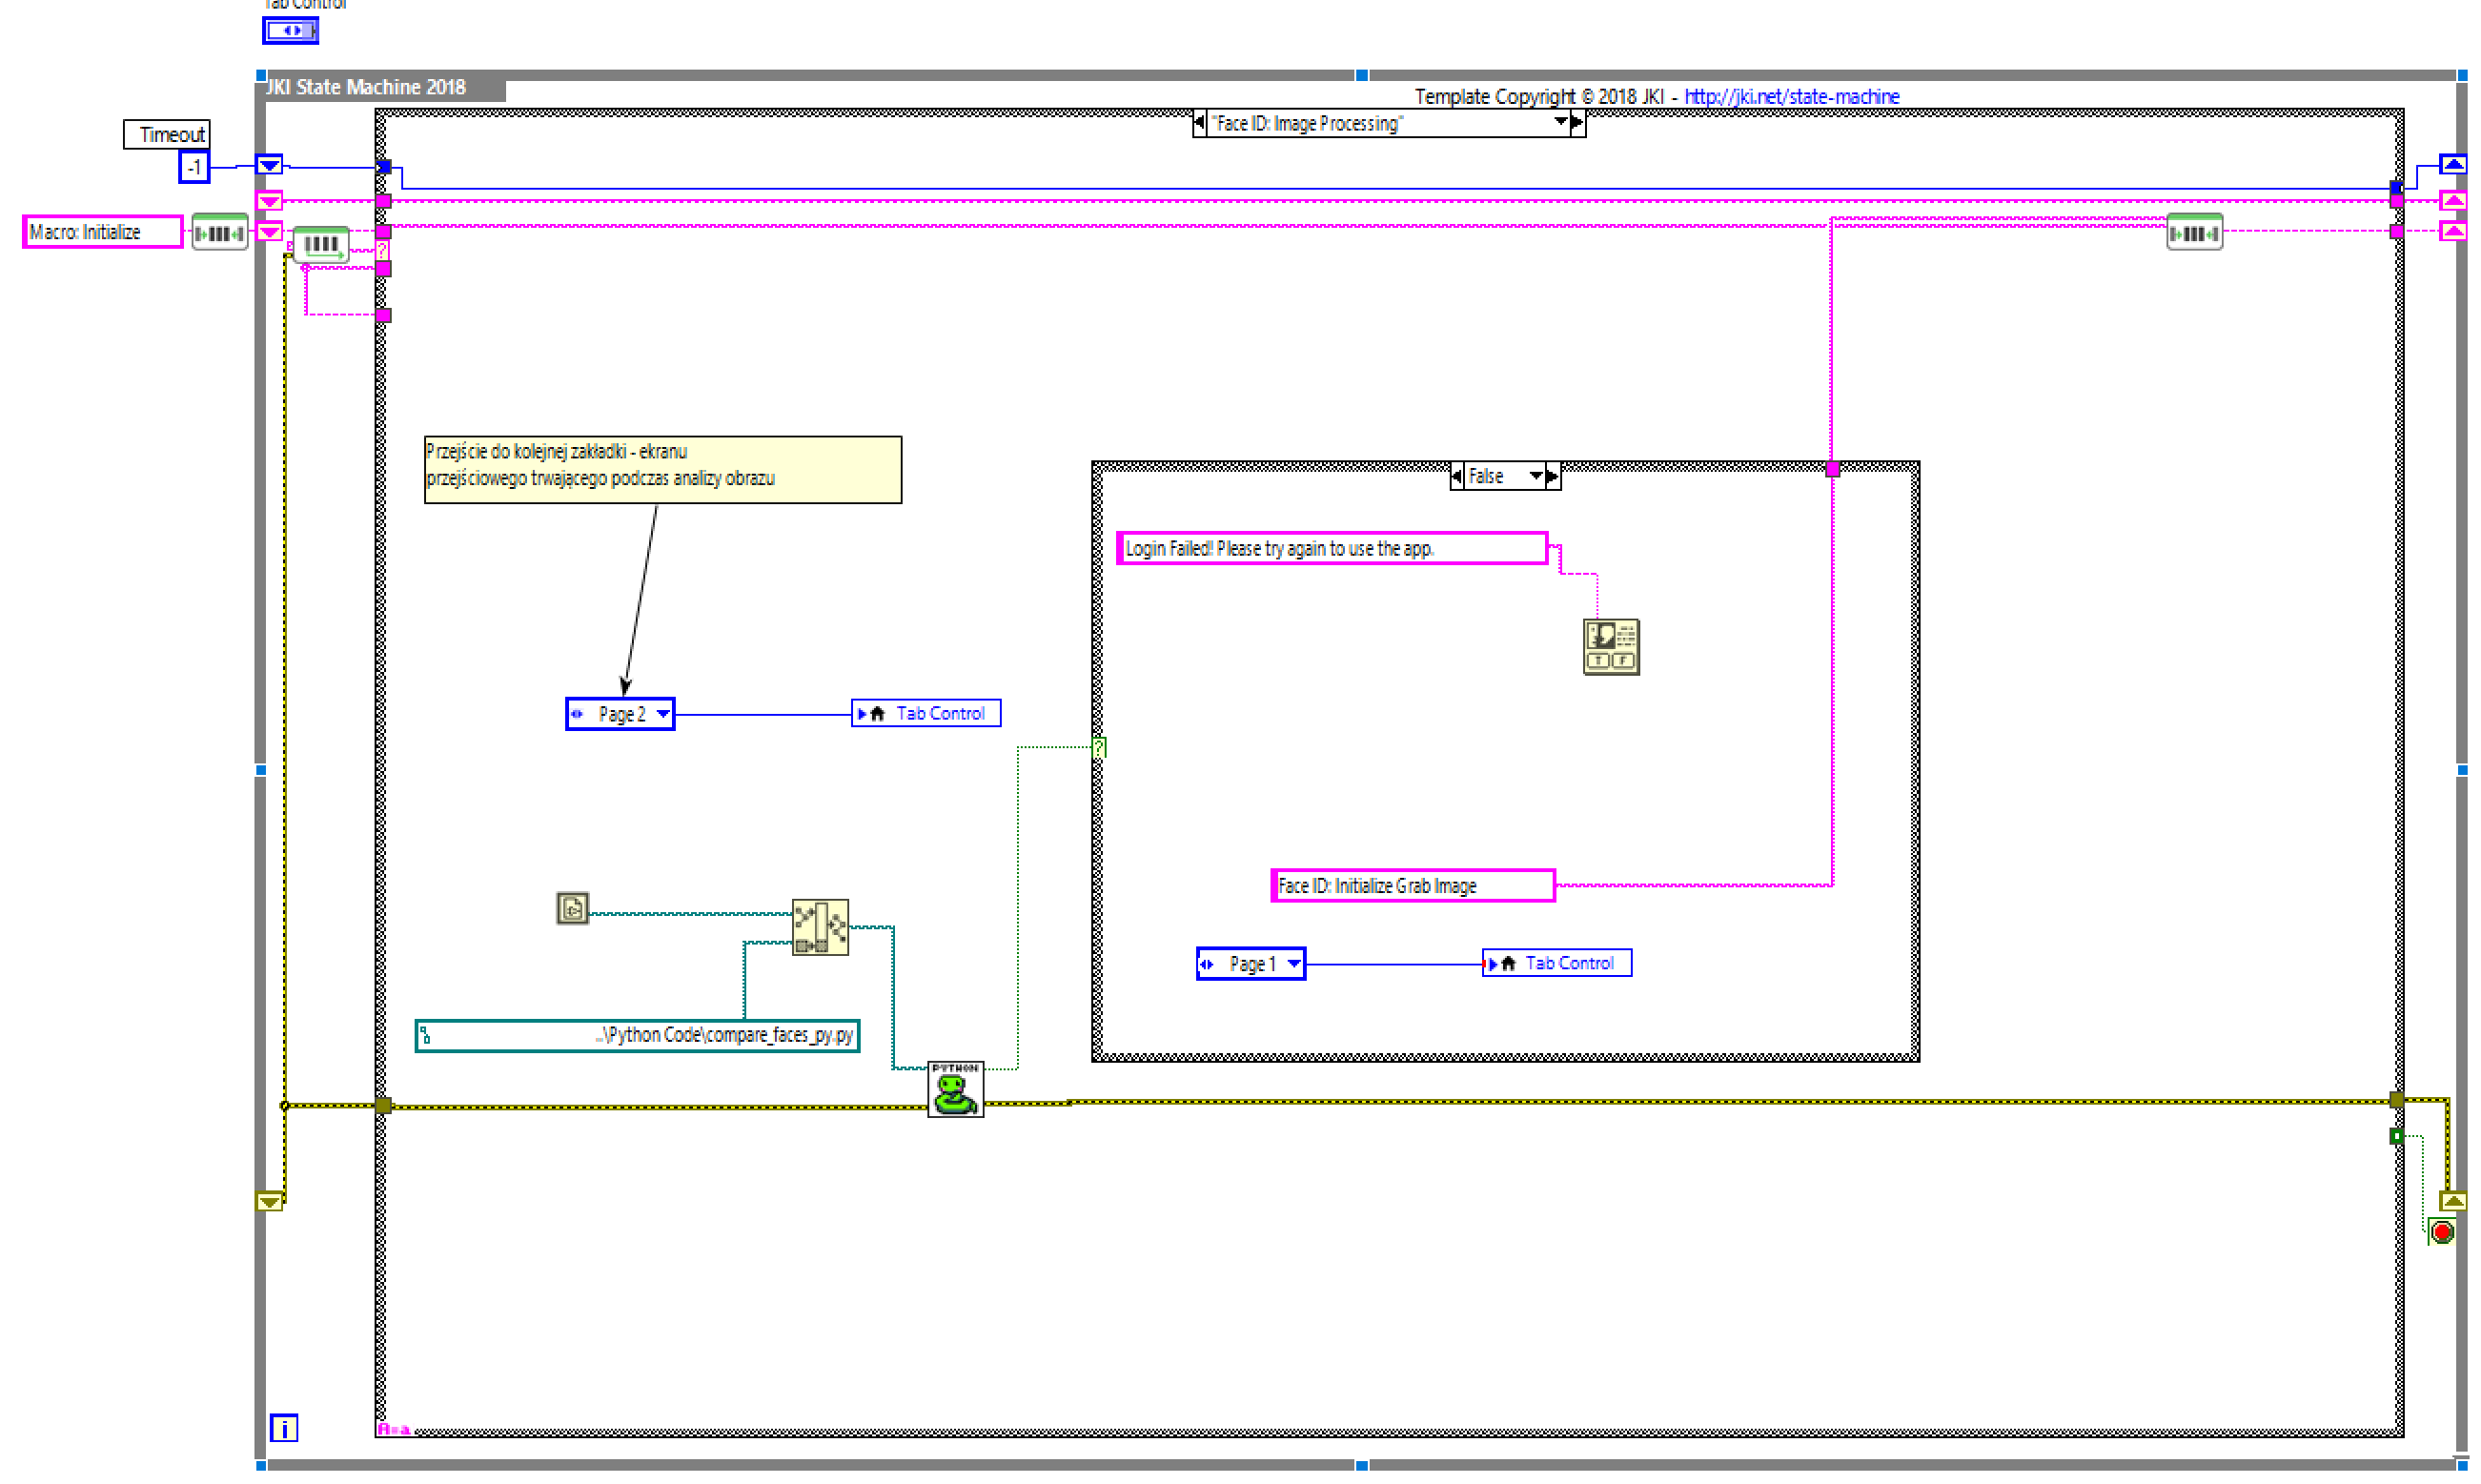 Tab Control
JKI State Machine 2018
Template Copyright © 2018 JKI - http://jki.net/state-machine
"Face ID: Image Processing"
Timeout
-1
Macro: Initialize
?
Przejście do kolejnej zakładki - ekranu
przejściowego trwającego podczas analizy obrazu
False
Login Failed! Please try again to use the app.
T F
Page 2
Tab Control
?
Face ID: Initialize Grab Image
Page 1
Tab Control
..\Python Code\compare_faces_py.py
PYTHON
i
A=a